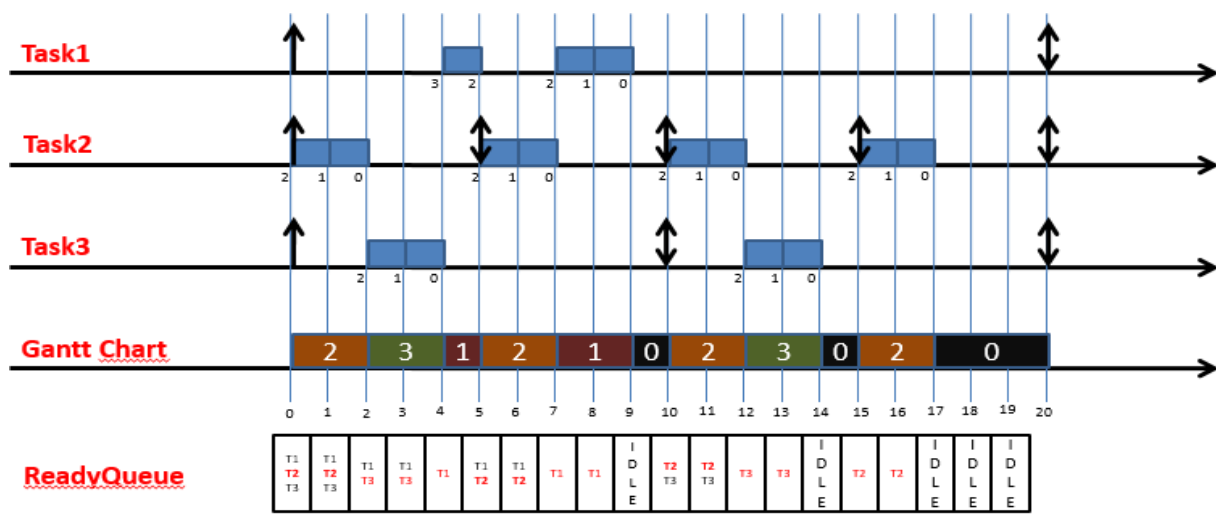 Task1
3 2 2 1 0
Task2
2 1 0 2 1 0 2 1 0 2 1 0
Task3
2 1 0 2 1 0
Gantt Chart 2 3 1 2 1 0 2 3 0 2 0
0 1 2 3 4 5 6 7 8 9 10 11 12 13 14 15 16 17 18 19 20
ReadyQueue
T1 T2 T3
T1 T2 T3
T1 T3
T1 T3
T1
T1 T2
T1 T2
T1
T1
IDLE
T2 T3
T2 T3
T3
T3
IDLE
T2
T2
IDLE
IDLE
IDLE